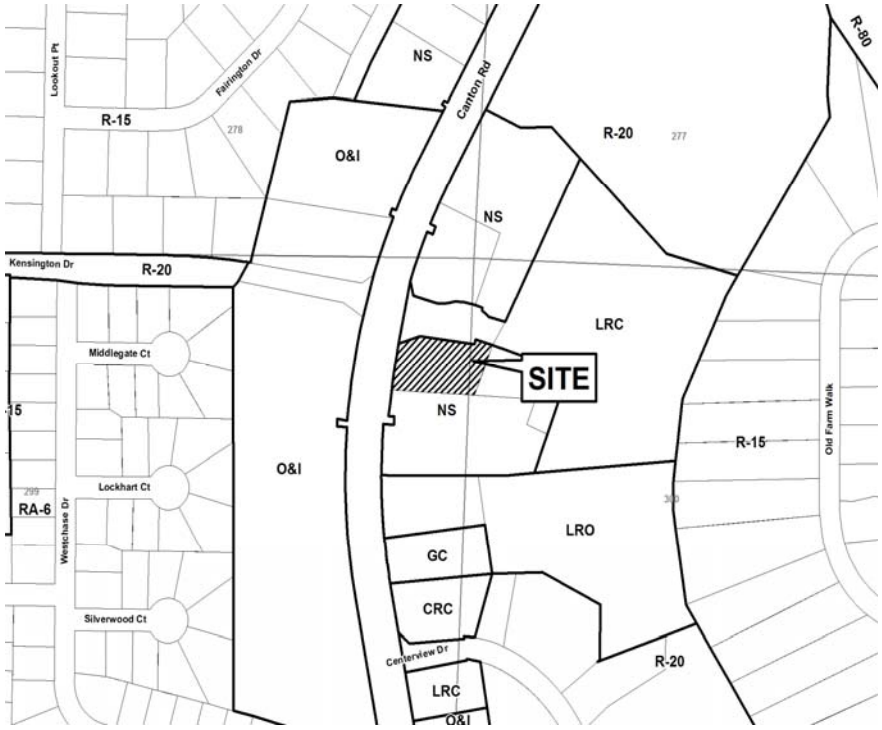 NS
R-80
Lookout Pt
Fairington Dr
Canton Rd
R-15
278
R-20
277
O&I
NS
Kensington Dr
R-20
LRC
Middlegate Ct
SITE
-15
NS
Old Farm Walk
R-15
O&I
Lockhart Ct
299
RA-6
Westchase Dr
300
LRO
GC
CRC
Silverwood Ct
Centerview Dr
R-20
LRC
O&I